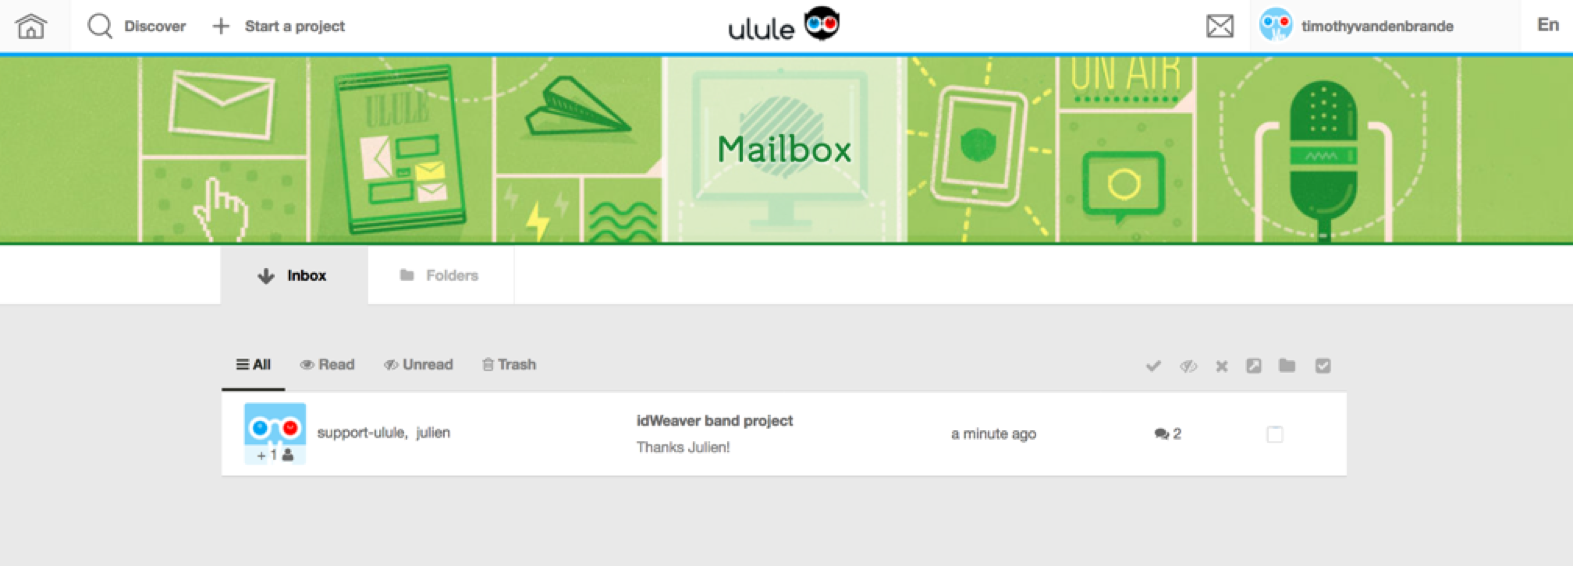 Discover
Start a project
ulule
timothyvandenbrande
En
ULULE
ON AIR
Mailbox
Inbox
Folders
All
Read
Unread
Trash
support-ulule, julien
idWeaver band project
Thanks Julien!
a minute ago
2
+ 1